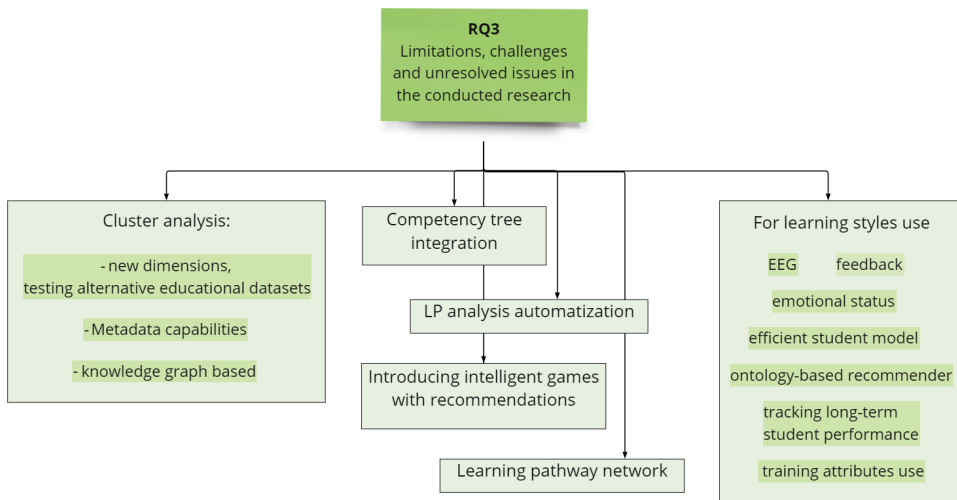 RQ3
Limitations, challenges
and unresolved issues in
the conducted research
Cluster analysis:
- new dimensions,
testing alternative educational datasets
- Metadata capabilities
- knowledge graph based
Competency tree
integration
LP analysis automatization
Introducing intelligent games
with recommendations
Learning pathway network
For learning styles use
EEG feedback
emotional status
efficient student model
ontology-based recommender
tracking long-term
student performance
training attributes use